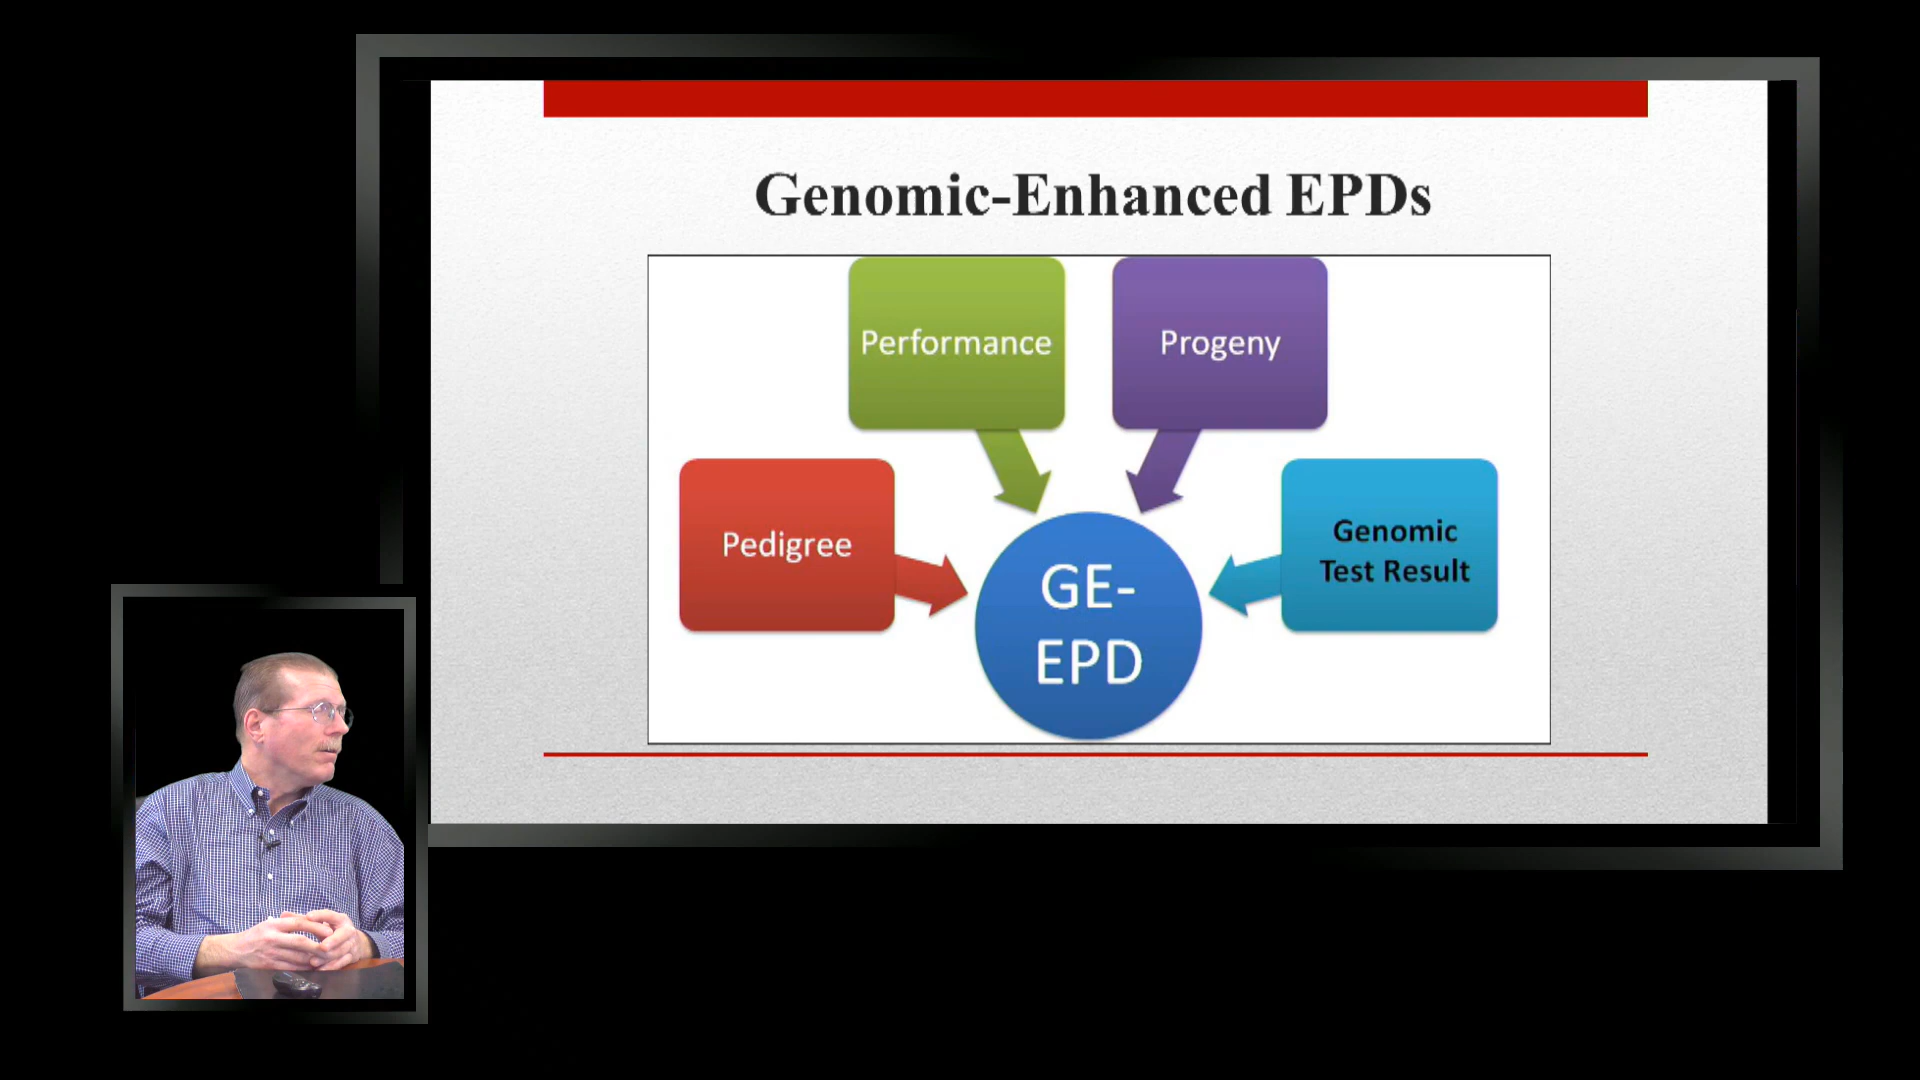 Genomic-Enhanced EPDs
Performance
Progeny
Pedigree
Genomic
Test Result
GE-
EPD